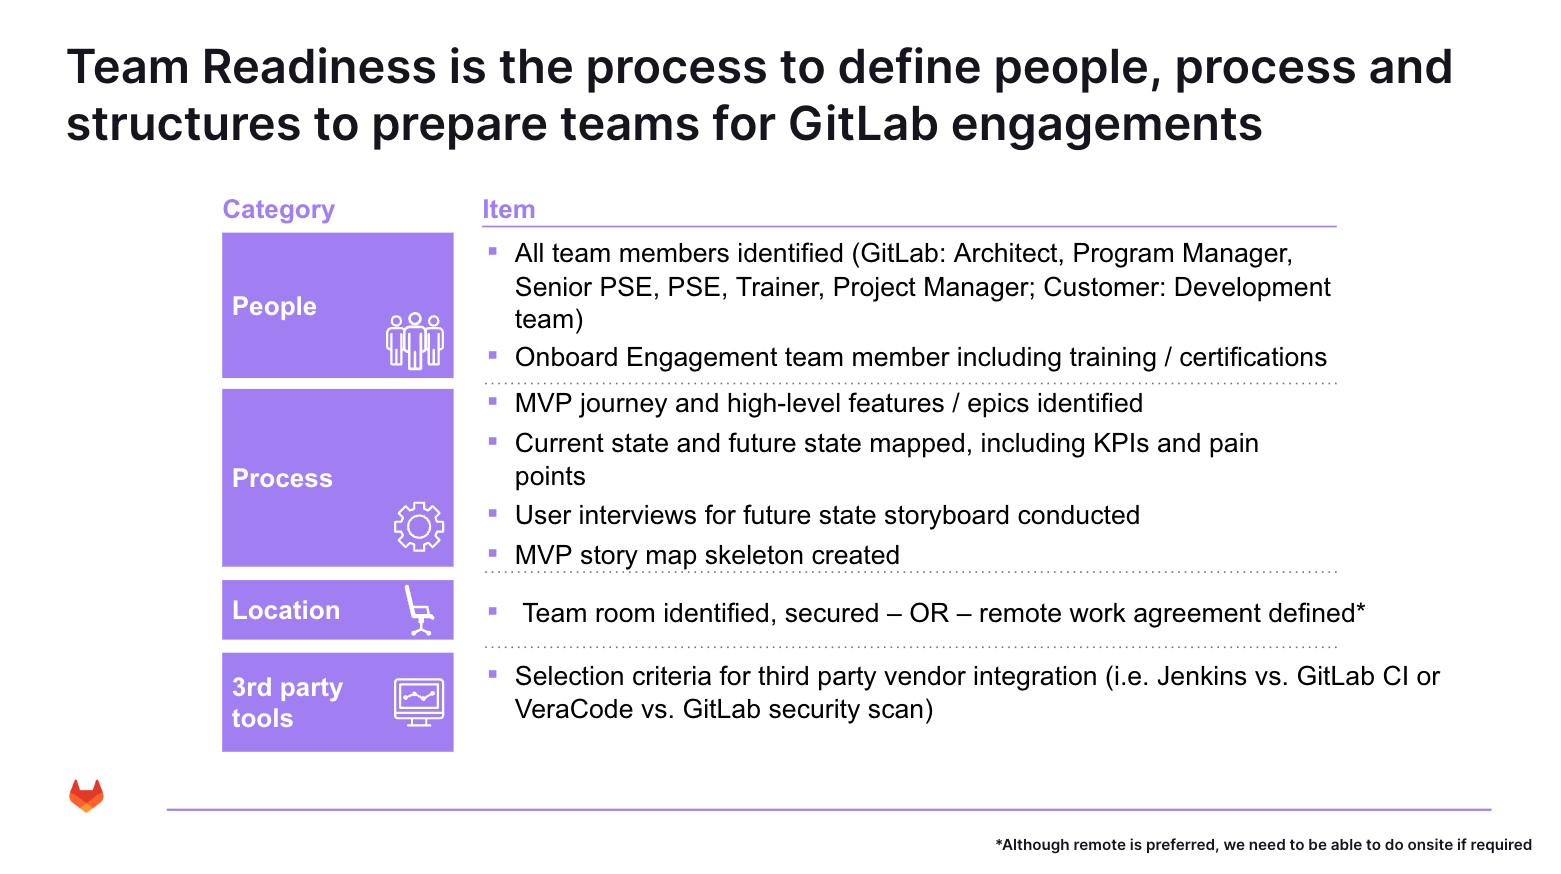 Team Readiness is the process to define people, process and
structures to prepare teams for GitLab engagements
Category
Item
People
▪ All team members identified (GitLab: Architect, Program Manager,
Senior PSE, PSE, Trainer, Project Manager; Customer: Development
team)
▪ Onboard Engagement team member including training / certifications
Process
▪ MVP journey and high-level features / epics identified
▪ Current state and future state mapped, including KPIs and pain
points
▪ User interviews for future state storyboard conducted
▪ MVP story map skeleton created
Location
▪ Team room identified, secured – OR – remote work agreement defined*
3rd party
tools
▪ Selection criteria for third party vendor integration (i.e. Jenkins vs. GitLab CI or
VeraCode vs. GitLab security scan)
*Although remote is preferred, we need to be able to do onsite if required